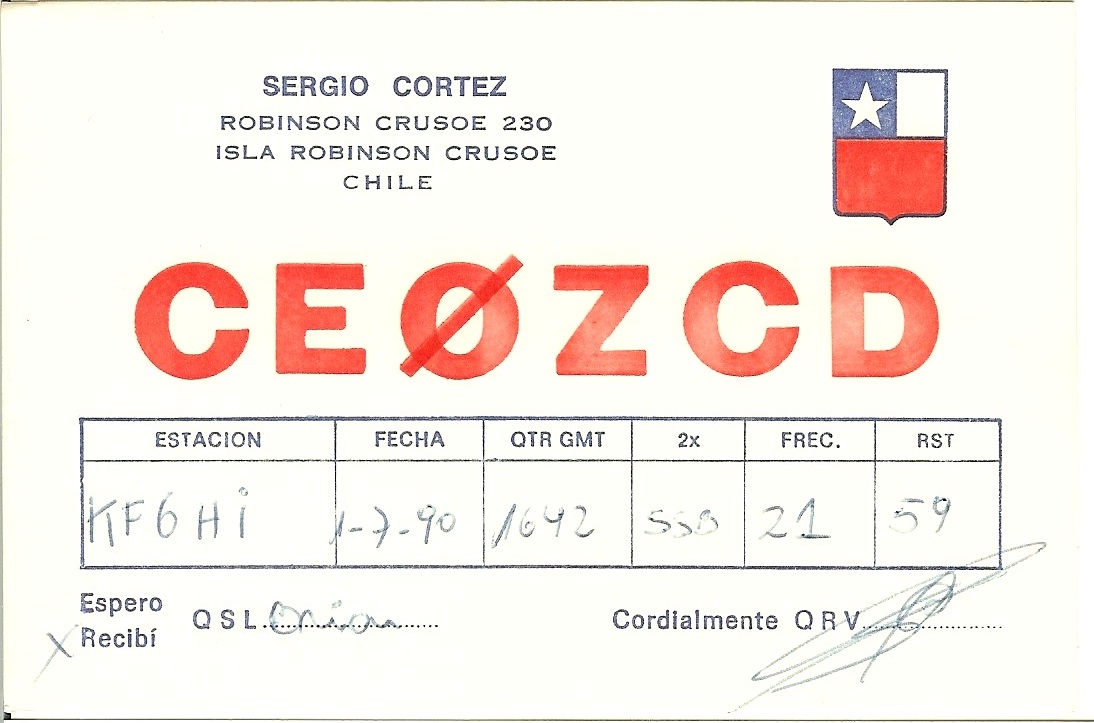 SERGIO CORTEZ
ROBINSON CRUSOE 230
ISLA ROBINSON CRUSOE
CHILE
CEØZCD
ESTACION FECHA QTR GMT 2x FREC. RST
KF6Hi 1-7-90 1642 SSB 21 59
Espero
X Recibí
QSL..................
Cordialmente QRV..................